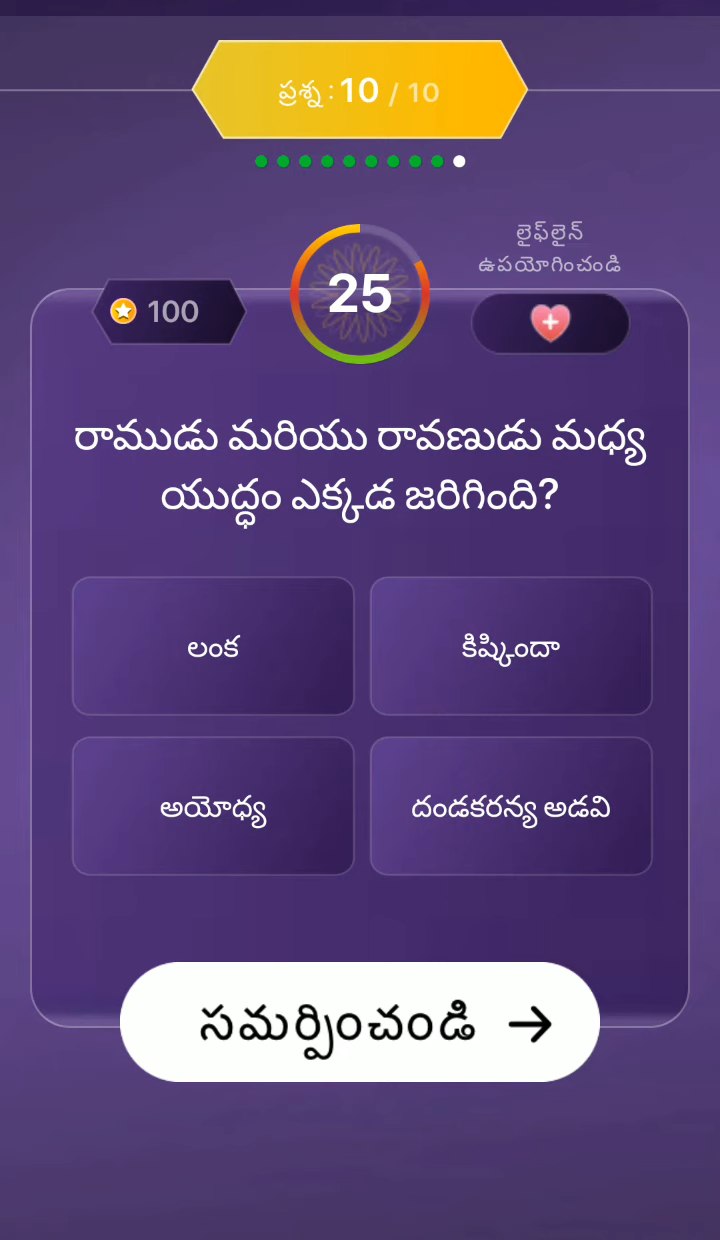 ప్రశ్న : 10 / 10
లైఫ్‌లైన్
ఉపయోగించండి
100
25
రాముడు మరియు రావణుడు మధ్య
యుద్ధం ఎక్కడ జరిగింది?
లంక
కిష్కిందా
అయోధ్య
దండకరన్య అడవి
సమర్పించండి →